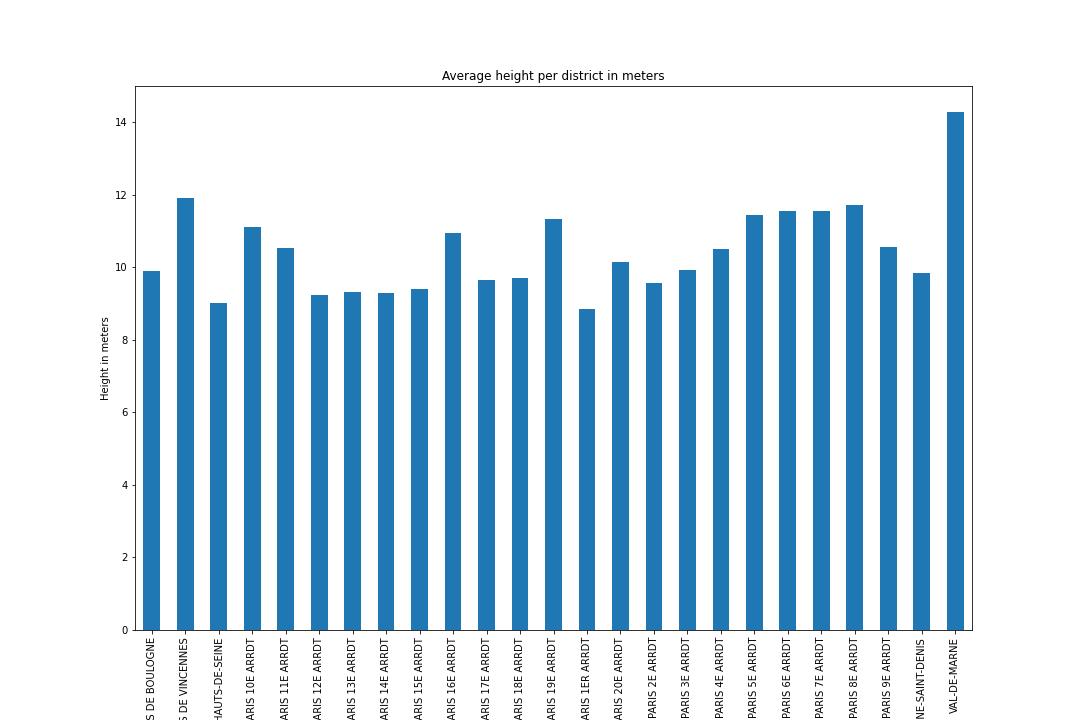 Average height per district in meters
14
12
10
8
6
4
2
0
Height in meters
S DE BOULOGNE
S DE VINCENNES
HAUTS-DE-SEINE
ARIS 10E ARRDT
ARIS 11E ARRDT
ARIS 12E ARRDT
ARIS 13E ARRDT
ARIS 14E ARRDT
ARIS 15E ARRDT
ARIS 16E ARRDT
ARIS 17E ARRDT
ARIS 18E ARRDT
ARIS 19E ARRDT
ARIS 1ER ARRDT
ARIS 20E ARRDT
PARIS 2E ARRDT
PARIS 3E ARRDT
PARIS 4E ARRDT
PARIS 5E ARRDT
PARIS 6E ARRDT
PARIS 7E ARRDT
PARIS 8E ARRDT
PARIS 9E ARRDT
NE-SAINT-DENIS
VAL-DE-MARNE